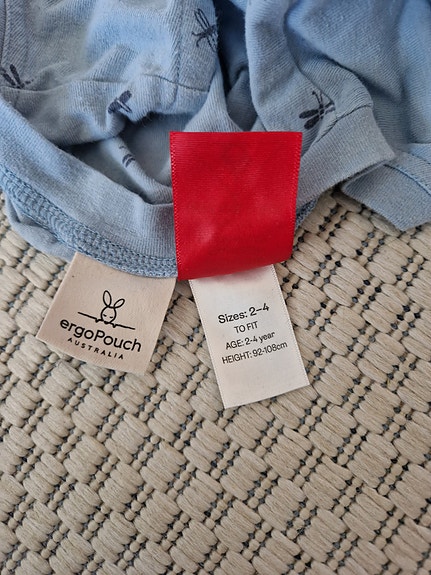 ergoPouch
AUSTRALIA
Sizes: 2-4
TO FIT
AGE: 2-4 year
HEIGHT: 92-108cm